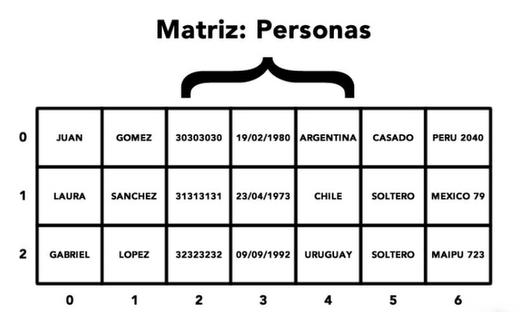 Matriz: Personas
0 JUAN GOMEZ 30303030 19/02/1980 ARGENTINA CASADO PERU 2040
1 LAURA SANCHEZ 31313131 23/04/1973 CHILE SOLTERO MEXICO 79
2 GABRIEL LOPEZ 32323232 09/09/1992 URUGUAY SOLTERO MAIPU 723
0 1 2 3 4 5 6